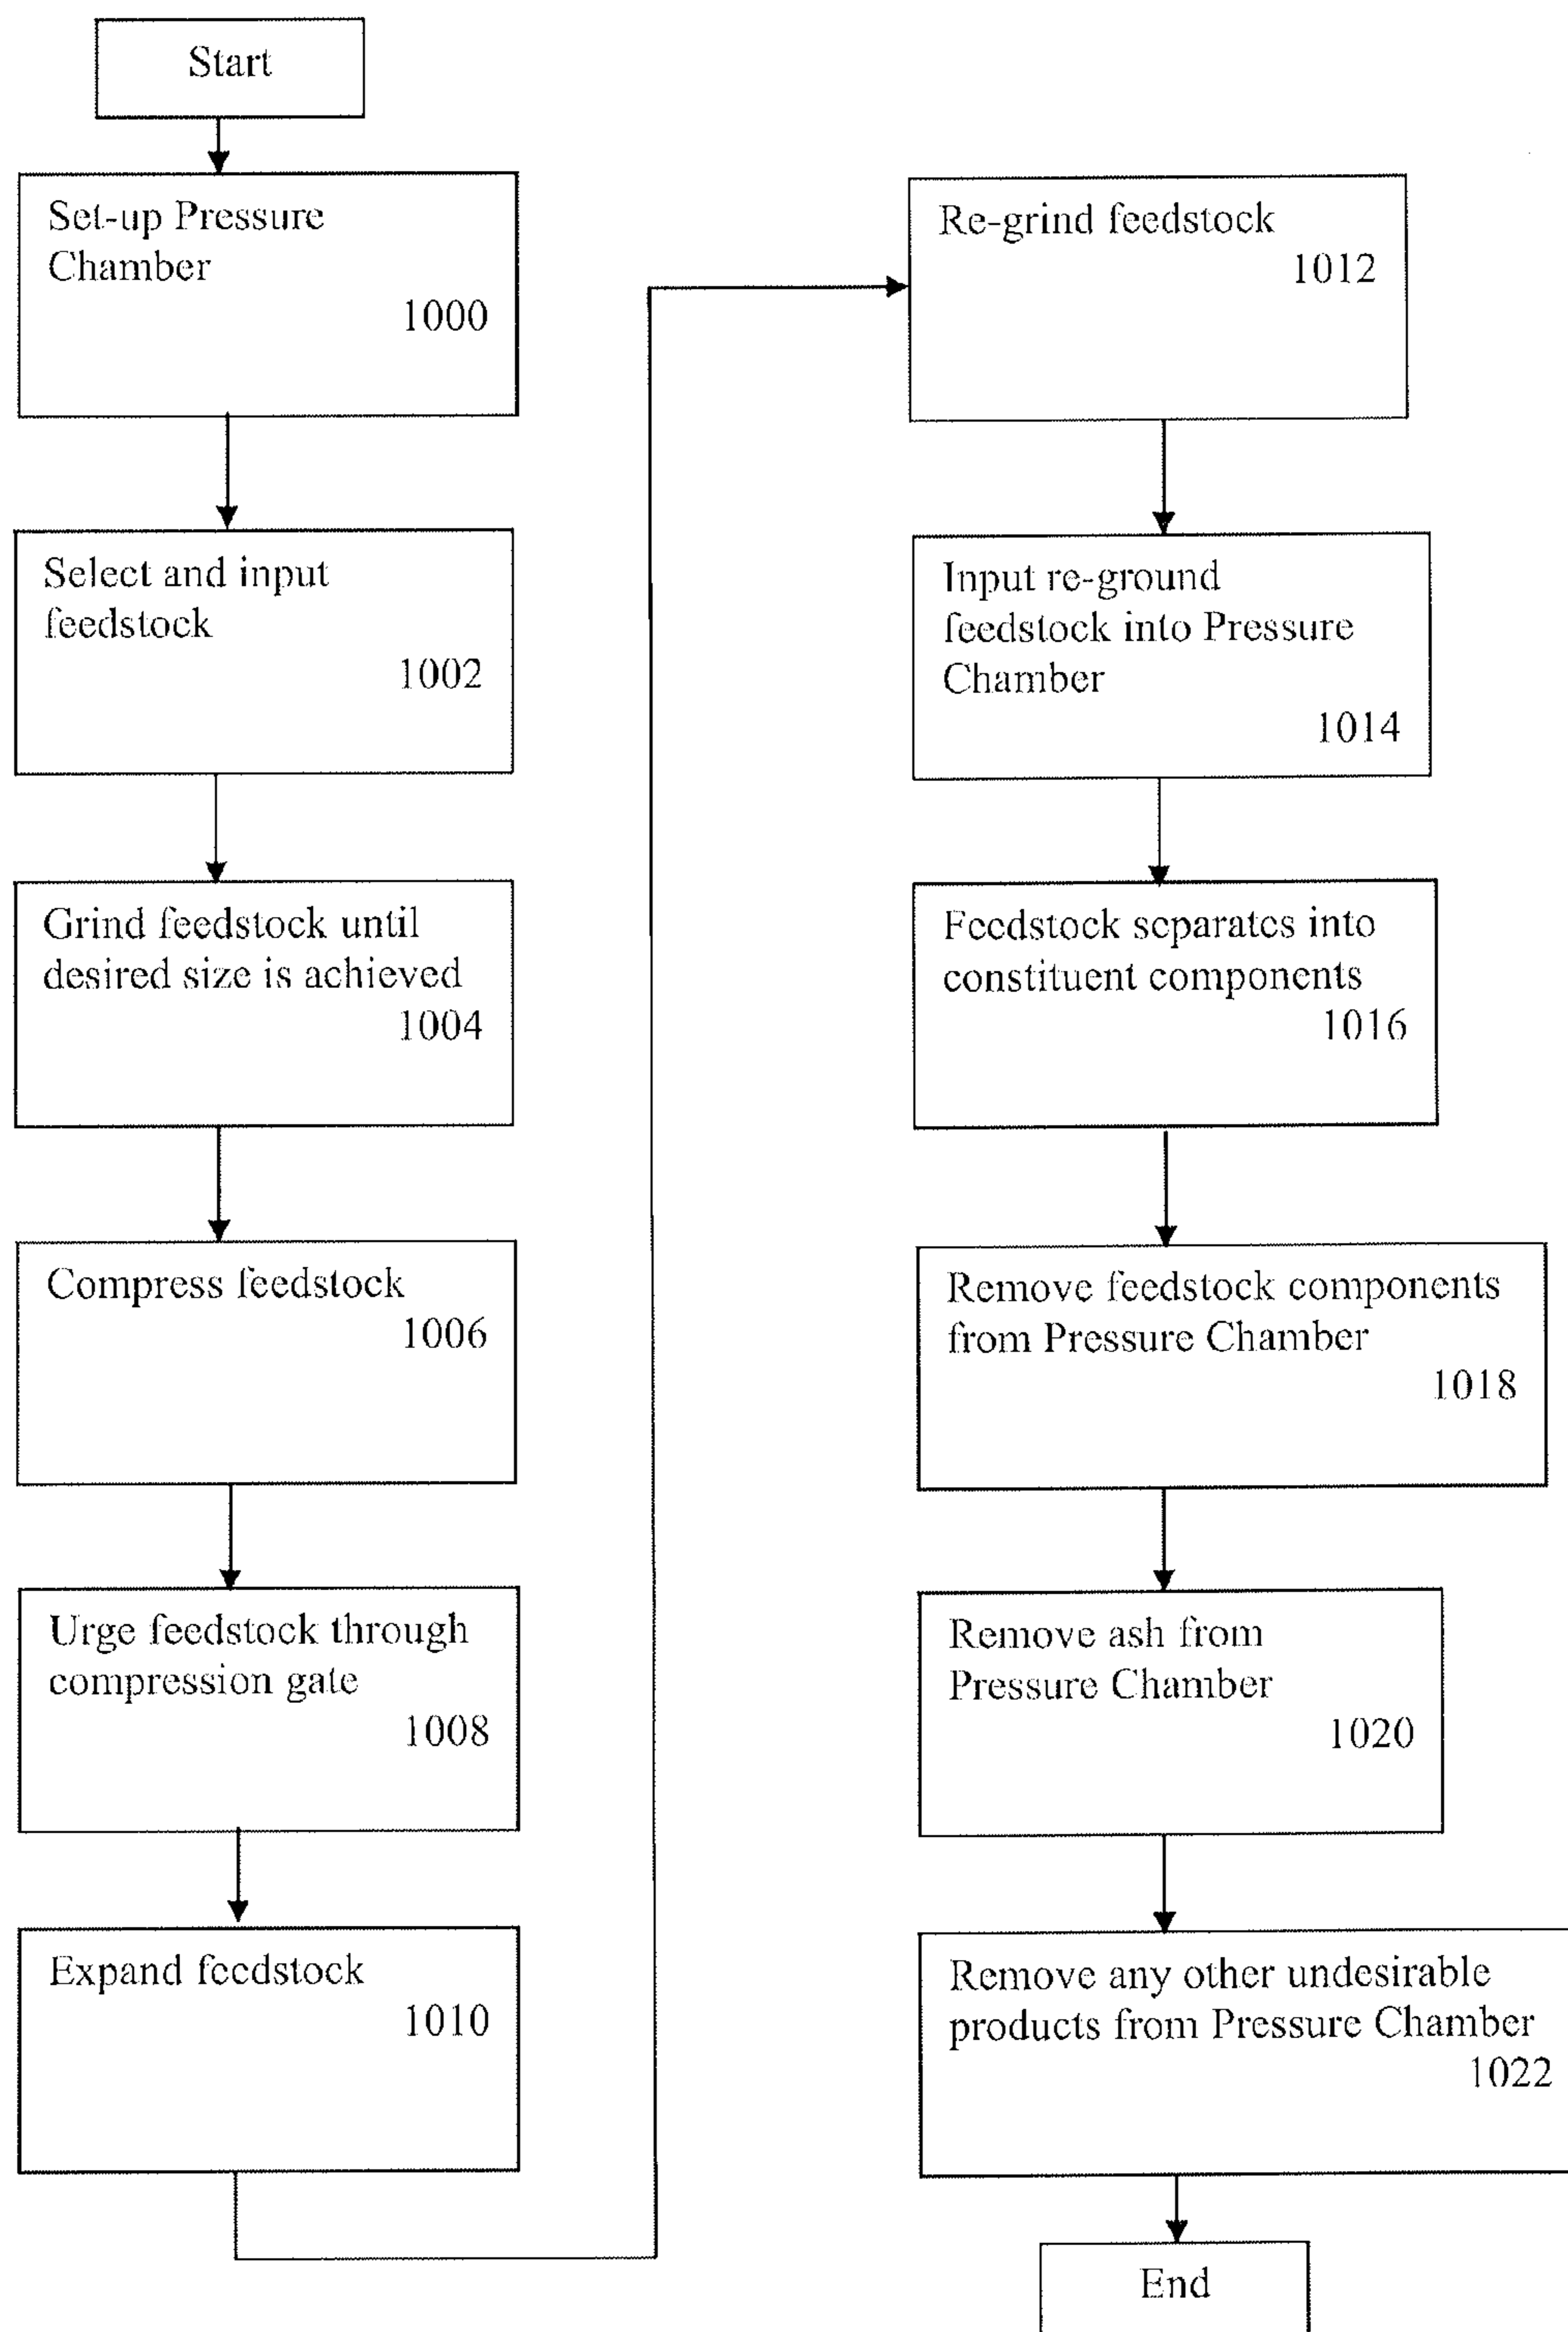 Start
Set-up Pressure
Chamber
1000
Select and input
feedstock
1002
Grind feedstock until
desired size is achieved
1004
Compress feedstock
1006
Urge feedstock through
compression gate
1008
Expand feedstock
1010
Re-grind feedstock
1012
Input re-ground
feedstock into Pressure
Chamber
1014
Feedstock separates into
constituent components
1016
Remove feedstock components
from Pressure Chamber
1018
Remove ash from
Pressure Chamber
1020
Remove any other undesirable
products from Pressure Chamber
1022
End